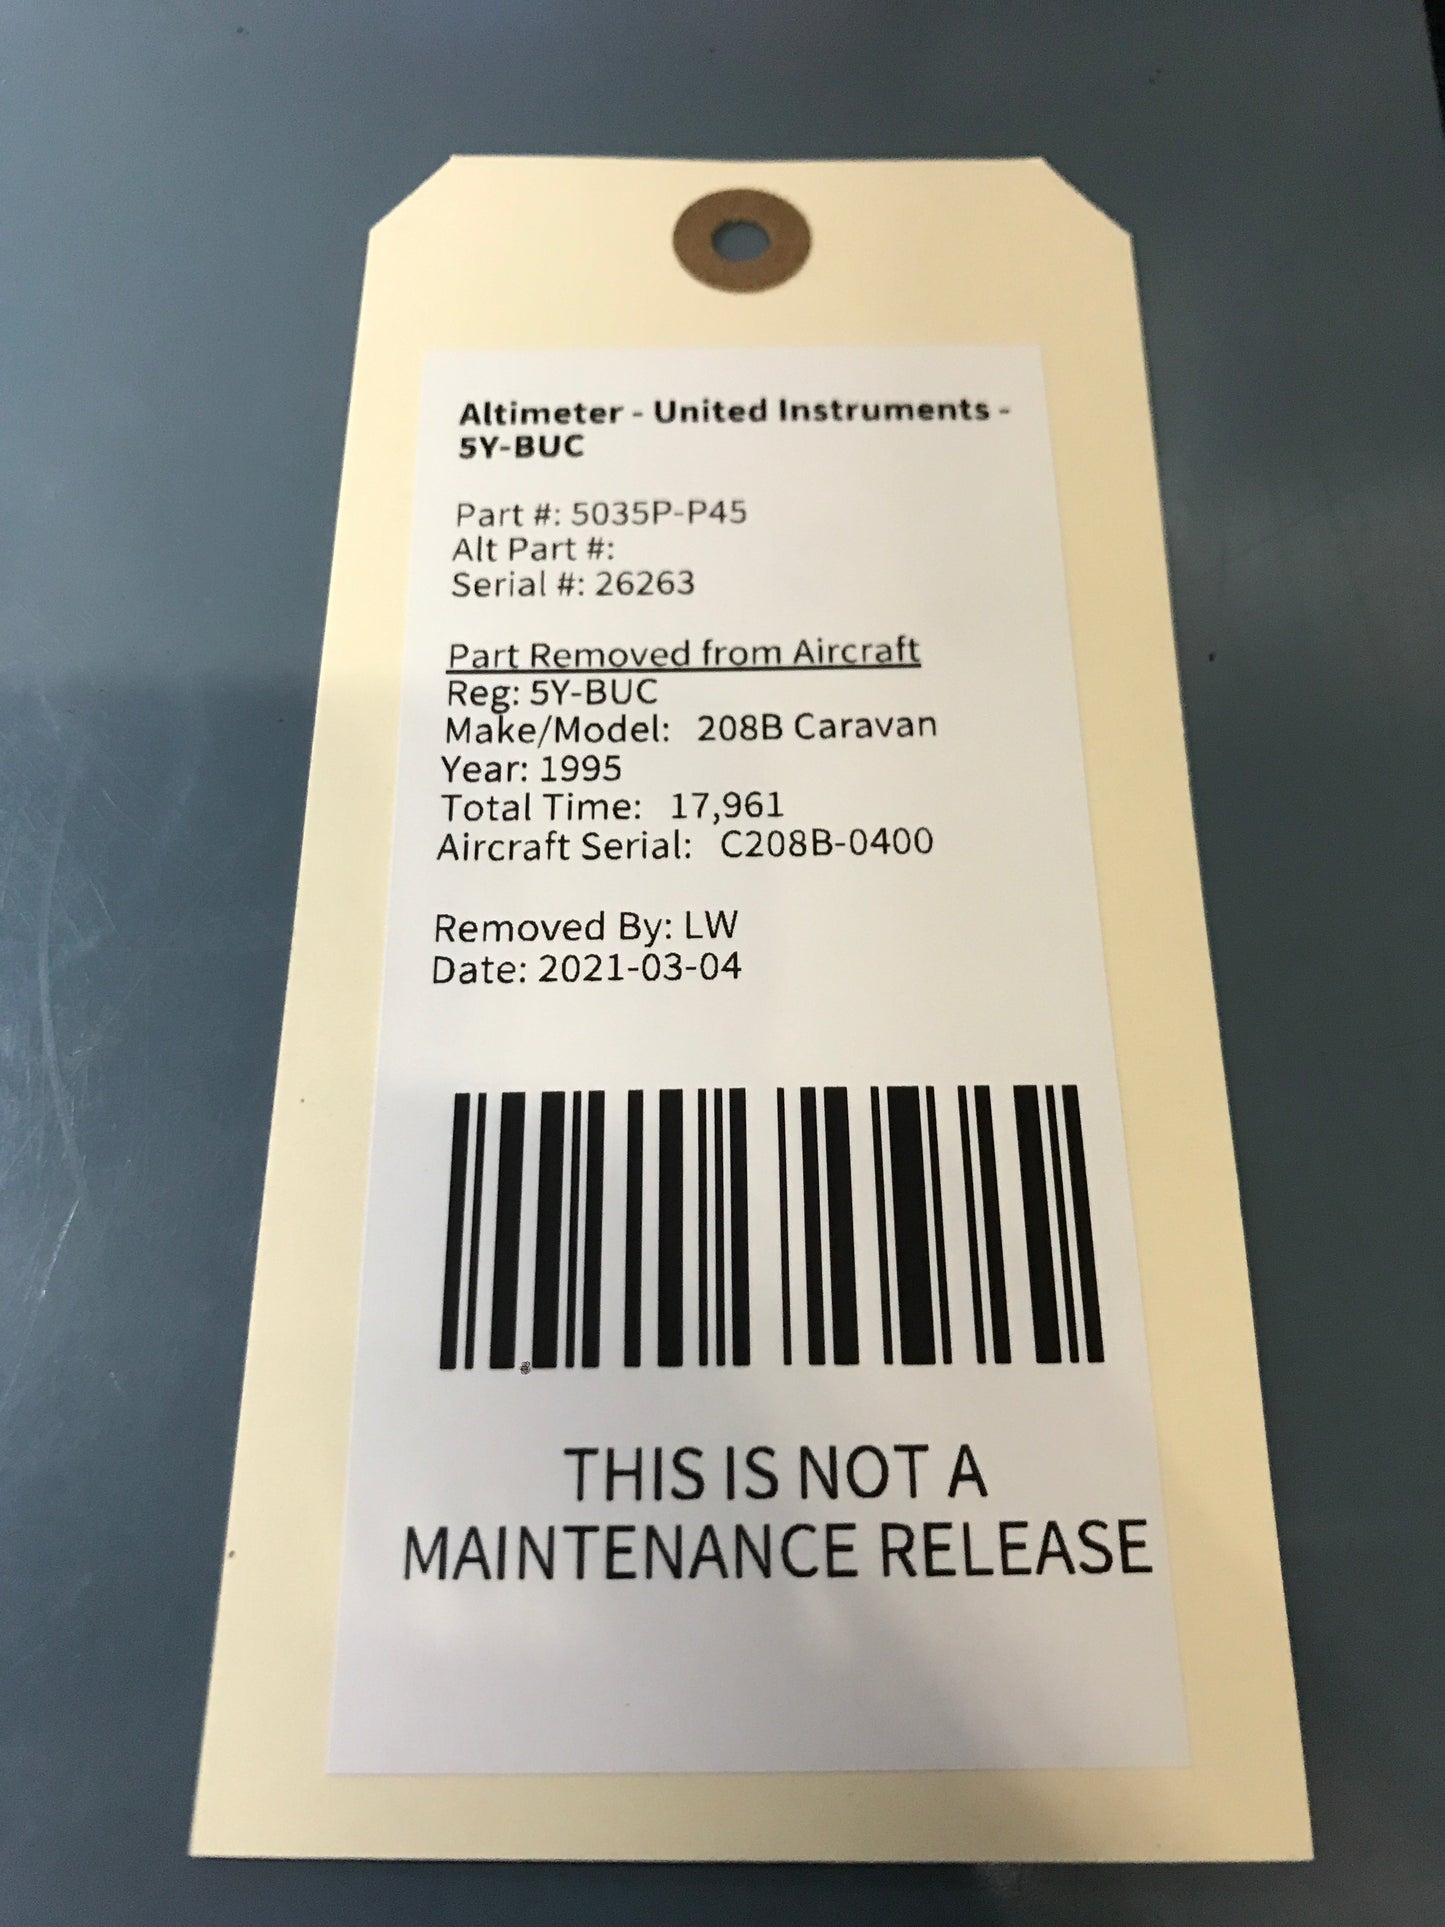 Altimeter - United Instruments -
5Y-BUC
Part #: 5035P-P45
Alt Part #:
Serial #: 26263
Part Removed from Aircraft
Reg: 5Y-BUC
Make/Model: 208B Caravan
Year: 1995
Total Time: 17,961
Aircraft Serial: C208B-0400
Removed By: LW
Date: 2021-03-04
THIS IS NOT A
MAINTENANCE RELEASE